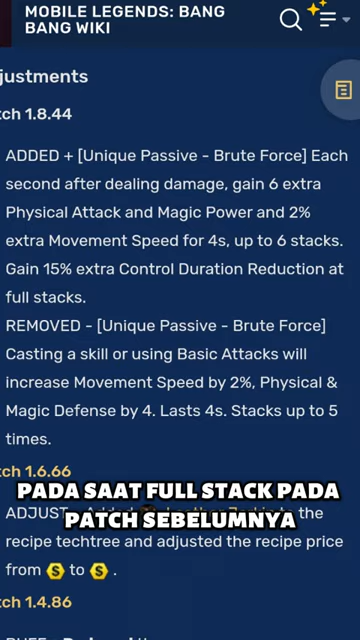 MOBILE LEGENDS: BANG
BANG WIKI
justments
tch 1.8.44
ADDED + [Unique Passive - Brute Force] Each
second after dealing damage, gain 6 extra
Physical Attack and Magic Power and 2%
extra Movement Speed for 4s, up to 6 stacks.
Gain 15% extra Control Duration Reduction at
full stacks.
REMOVED - [Unique Passive - Brute Force]
Casting a skill or using Basic Attacks will
increase Movement Speed by 2%, Physical &
Magic Defense by 4. Lasts 4s. Stacks up to 5
times.
tch 1.6.66
PADA SAAT FULL STACK PADA
PATCH SEBELUMNYA
ADJUST - Added the
recipe techtree and adjusted the recipe price
from S to S .
tch 1.4.86